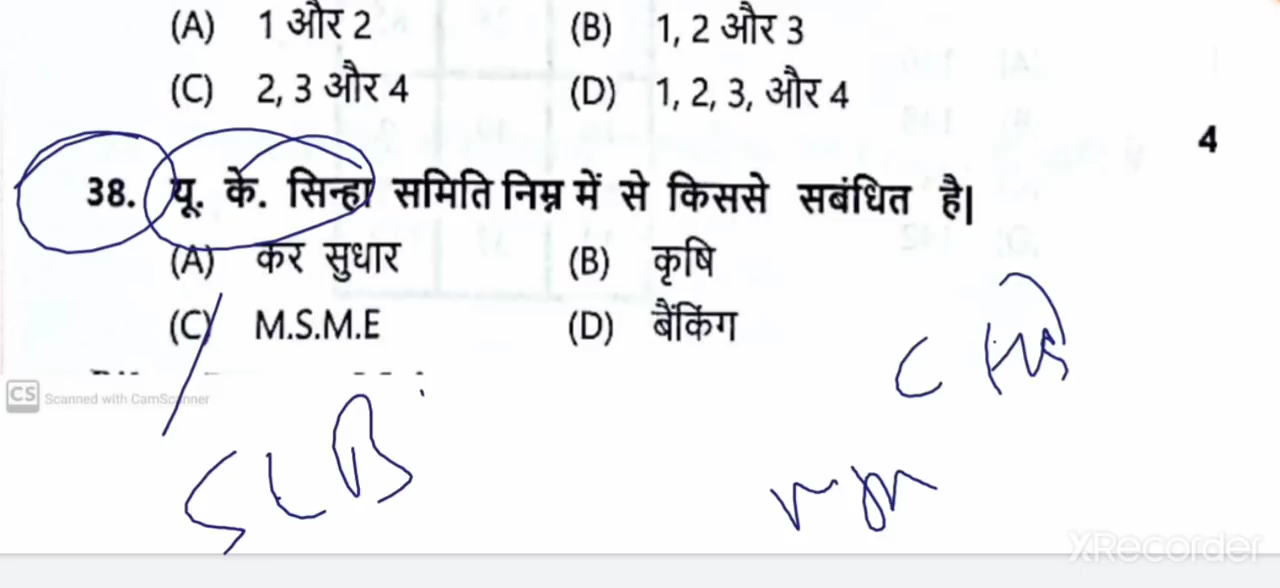 (A) 1 और 2 (B) 1, 2 और 3
(C) 2, 3 और 4 (D) 1, 2, 3, और 4
4
38. यू. के. सिन्हा समिति निम्न में से किससे सबंधित है|
(A) कर सुधार (B) कृषि
(C) M.S.M.E (D) बैंकिंग
CS Scanned with CamScanner
SLB
XRecorder